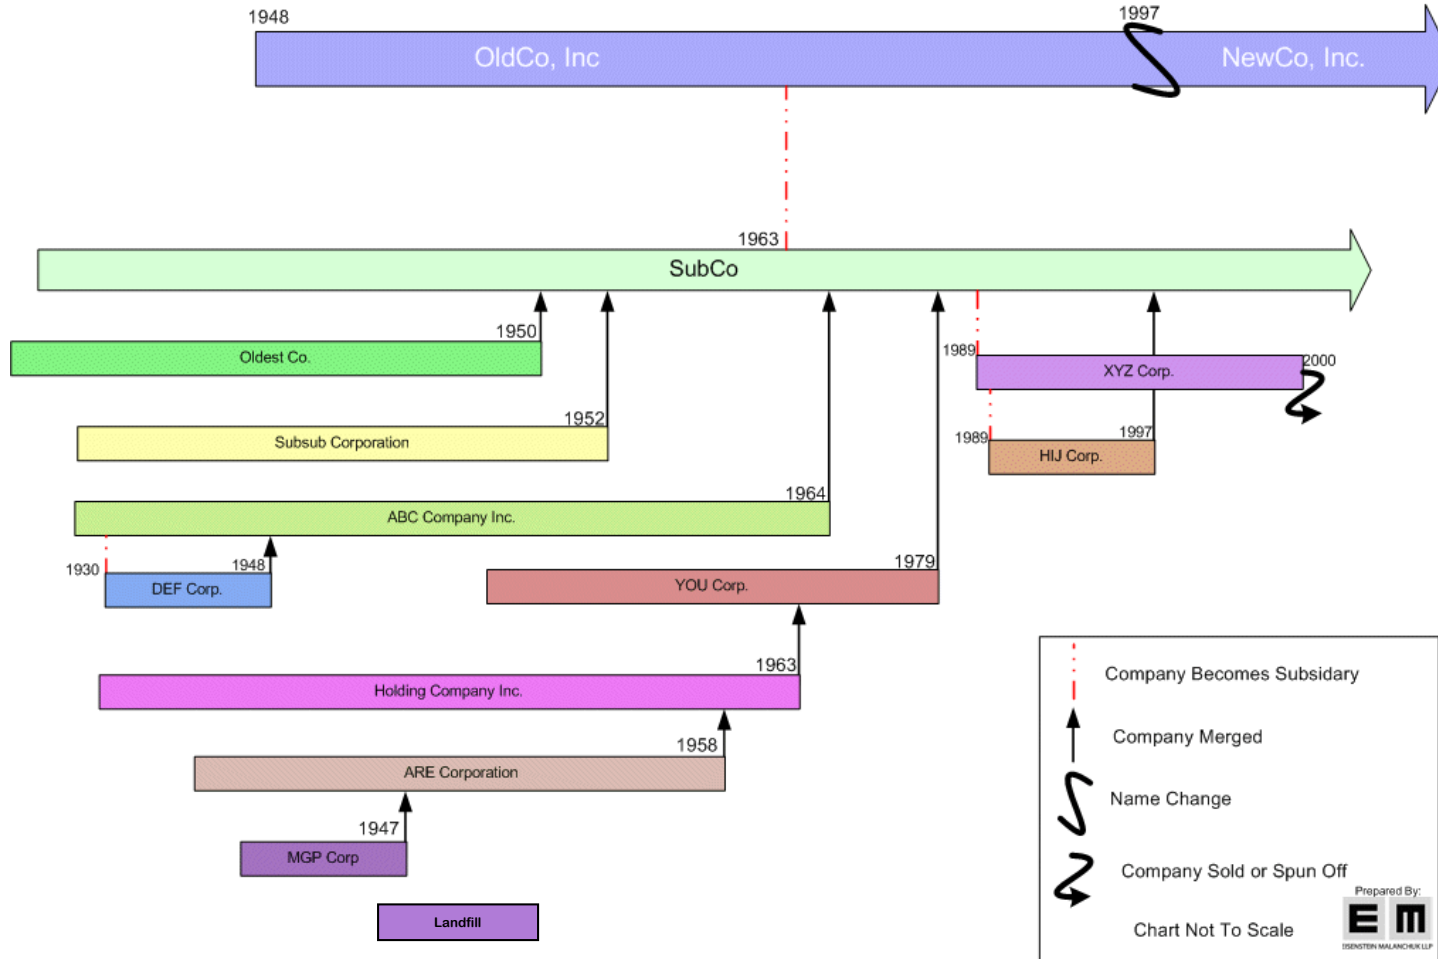 1948
1997
OldCo, Inc
NewCo, Inc.
1963
SubCo
1950
Oldest Co.
1989
XYZ Corp.
2000
1952
Subsub Corporation
1989
1997
HIJ Corp.
1964
ABC Company Inc.
1930
1948
DEF Corp.
1979
YOU Corp.
1963
Holding Company Inc.
1958
ARE Corporation
1947
MGP Corp
Landfill
Company Becomes Subsidary
Company Merged
Name Change
Company Sold or Spun Off
Chart Not To Scale
Prepared By:
EM
EISENSTEIN MALANCHUK LLP